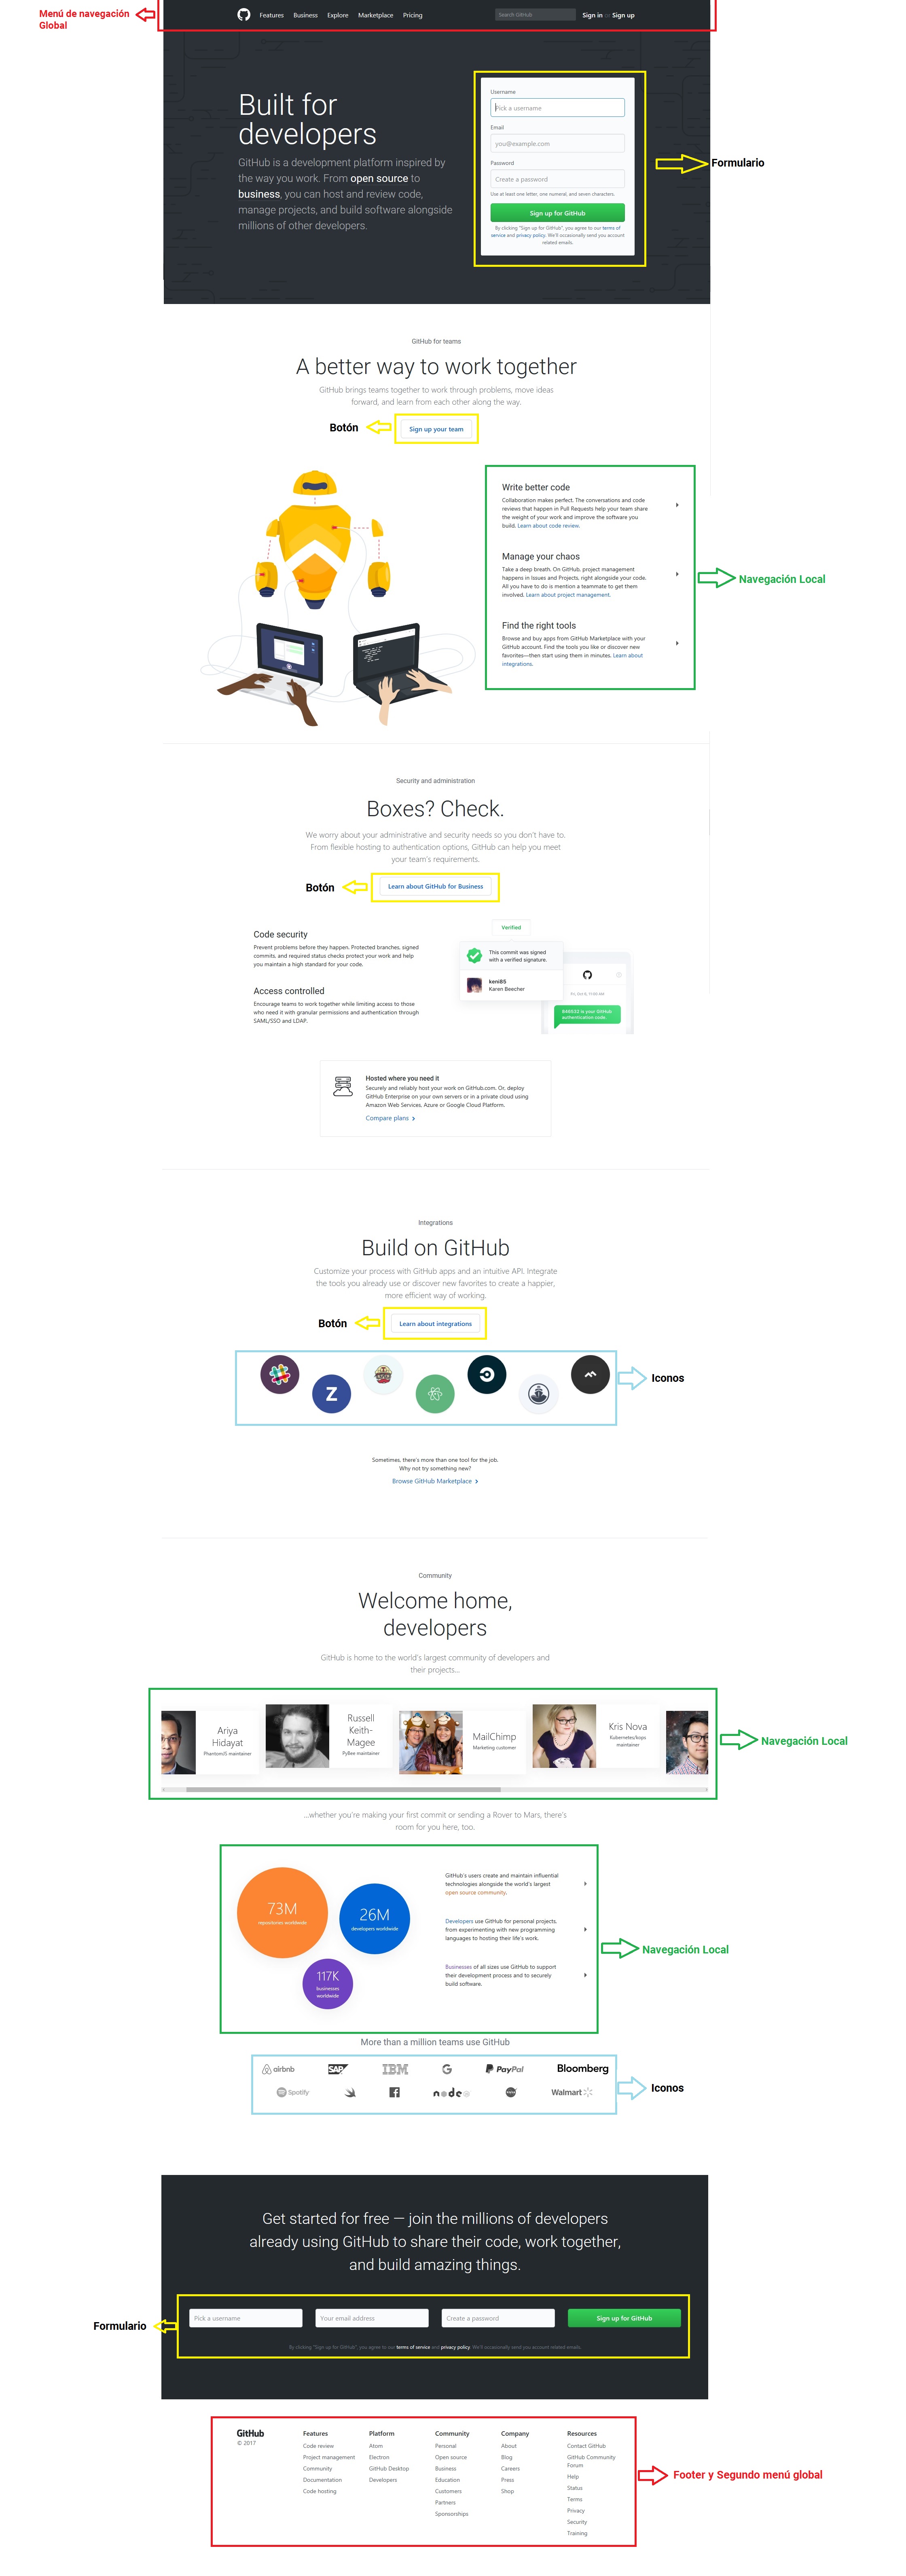 Menú de navegación
Global
Features Business Explore Marketplace Pricing
Search GitHub
Sign in or Sign up
Built for
developers
GitHub is a development platform inspired by
the way you work. From open source to
business, you can host and review code,
manage projects, and build software alongside
millions of other developers.
Username
Pick a username
Email
you@example.com
Password
Create a password
Use at least one letter, one numeral, and seven characters.
Sign up for GitHub
By clicking "Sign up for GitHub", you agree to our terms of
service and privacy policy. We'll occasionally send you account
related emails.
Formulario
GitHub for teams
A better way to work together
GitHub brings teams together to work through problems, move ideas
forward, and learn from each other along the way.
Botón
Sign up your team
Write better code
Collaboration makes perfect. The conversations and code
reviews that happen in Pull Requests help your team share
the weight of your work and improve the software you
build. Learn about code review.
Manage your chaos
Take a deep breath. On GitHub, project management
happens in Issues and Projects, right alongside your code.
All you have to do is mention a teammate to get them
involved. Learn about project management.
Find the right tools
Browse and buy apps from GitHub Marketplace with your
GitHub account. Find the tools you like or discover new
favorites—then start using them in minutes. Learn about
integrations.
Navegación Local
Security and administration
Boxes? Check.
We worry about your administrative and security needs so you don't have to.
From flexible hosting to authentication options, GitHub can help you meet
your team's requirements.
Botón
Learn about GitHub for Business
Code security
Prevent problems before they happen. Protected branches, signed
commits, and required status checks protect your work and help
you maintain a high standard for your code.
Access controlled
Encourage teams to work together while limiting access to those
who need it with granular permissions and authentication through
SAML/SSO and LDAP.
Verified
This commit was signed
with a verified signature.
keni85
Karen Beecher
is your GitHub
authentication code.
Hosted where you need it
Securely and reliably host your work on GitHub.com. Or, deploy
GitHub Enterprise on your own servers or in a private cloud using
Amazon Web Services, Azure or Google Cloud Platform.
Compare plans
Integrations
Build on GitHub
Customize your process with GitHub apps and an intuitive API. Integrate
the tools you already use or discover new favorites to create a happier,
more efficient way of working.
Botón
Learn about integrations
Z
Iconos
Sometimes, there's more than one tool for the job.
Why not try something new?
Browse GitHub Marketplace
Community
Welcome home,
developers
GitHub is home to the world's largest community of developers and
their projects...
Ariya
Hidayat
PhantomJS maintainer
Russell
Keith-
Magee
PyBee maintainer
MailChimp
Marketing customer
Kris Nova
Kubernetes/kops
maintainer
Navegación Local
...whether you're making your first commit or sending a Rover to Mars, there's
room for you here, too.
73M
repositories worldwide
26M
developers worldwide
117K
businesses
worldwide
GitHub's users create and maintain influential
technologies alongside the world's largest
open source community.
Developers use GitHub for personal projects,
from experimenting with new programming
languages to hosting their life's work.
Businesses of all sizes use GitHub to support
their development process and to securely
build software.
Navegación Local
More than a million teams use GitHub
airbnb SAP IBM G PayPal Bloomberg
Spotify node Walmart
Iconos
Get started for free — join the millions of developers
already using GitHub to share their code, work together,
and build amazing things.
Formulario
Pick a username
Your email address
Create a password
Sign up for GitHub
By clicking "Sign up for GitHub", you agree to our terms of service and privacy policy. We'll occasionally send you account related emails.
GitHub
© 2017
Features
Code review
Project management
Community
Documentation
Code hosting
Platform
Atom
Electron
GitHub Desktop
Developers
Community
Personal
Open source
Business
Education
Customers
Partners
Sponsorships
Company
About
Blog
Careers
Press
Shop
Resources
Contact GitHub
GitHub Community
Forum
Help
Status
Terms
Privacy
Security
Training
Footer y Segundo menú global